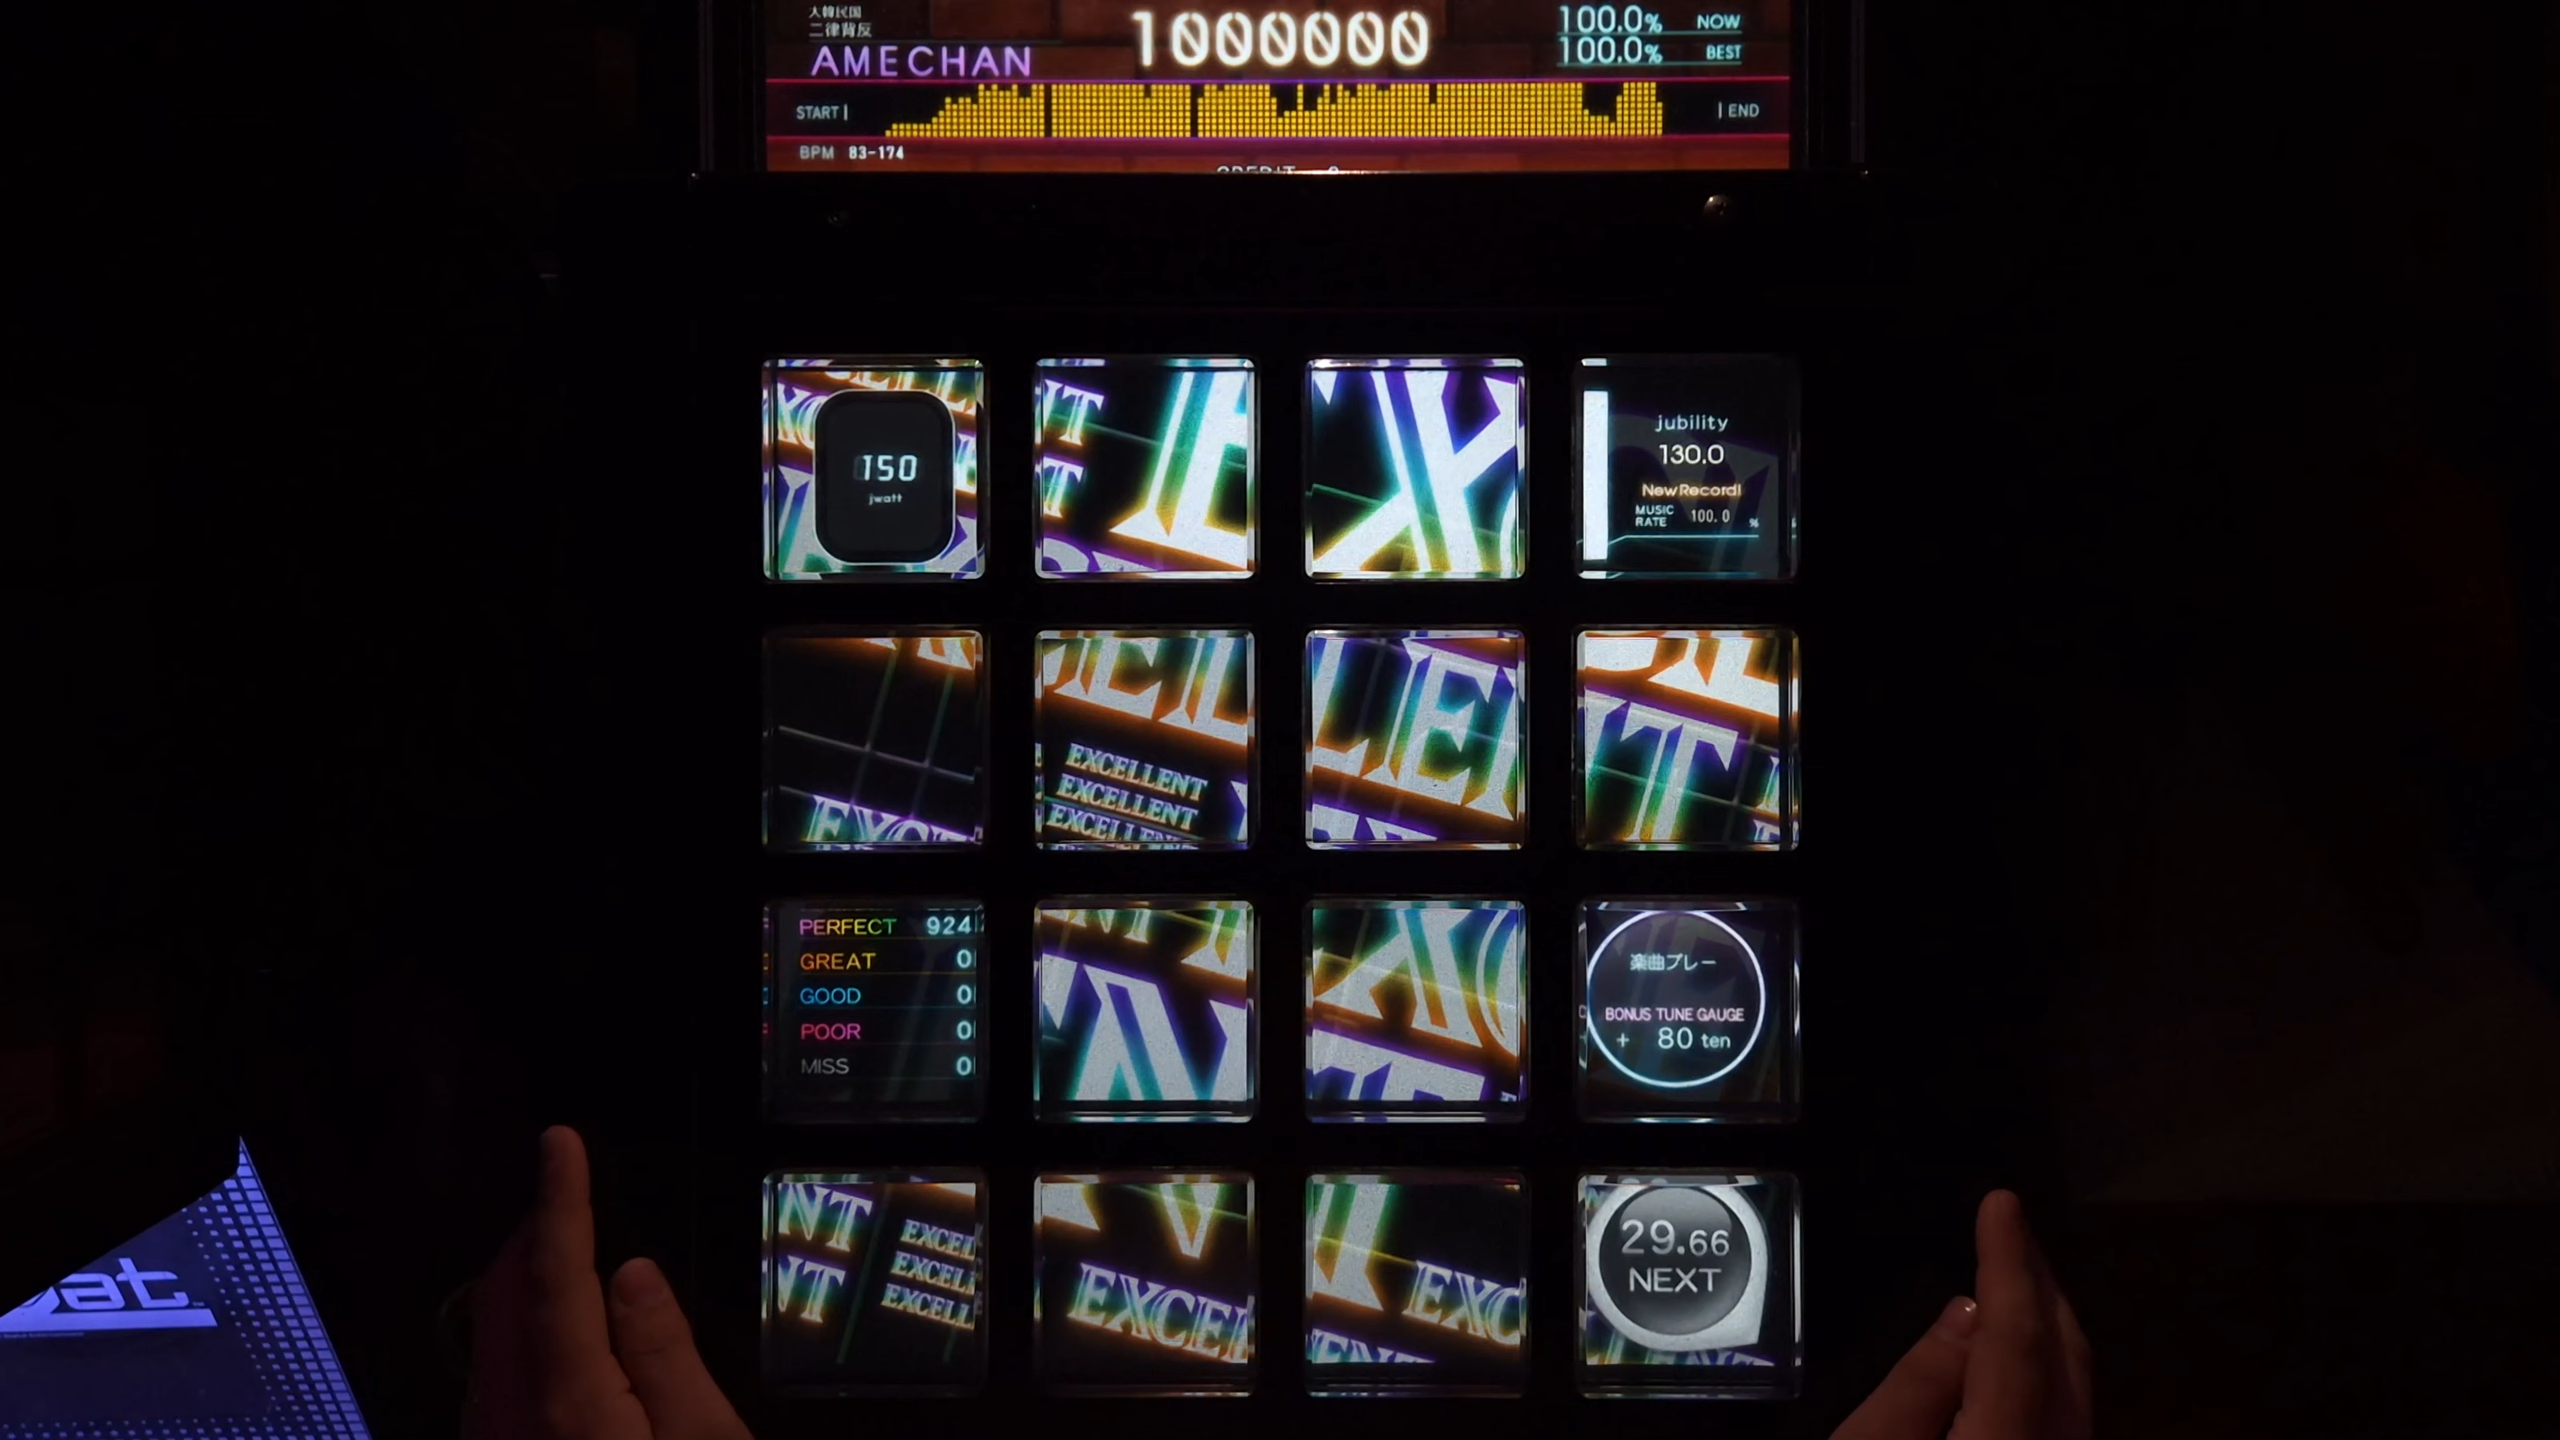 大韓民国
二律背反
AMECHAN
1000000
100.0% NOW
100.0% BEST
START | | END
BPM 83-174
150
jwatt
jubility
130.0
New Record!
MUSIC RATE 100.0 %
EXCELLENT
EXCELLENT
EXCELLENT
PERFECT 924
GREAT 0
GOOD 0
POOR 0
MISS 0
楽曲プレー
BONUS TUNE GAUGE
+ 80 ten
29.66
NEXT